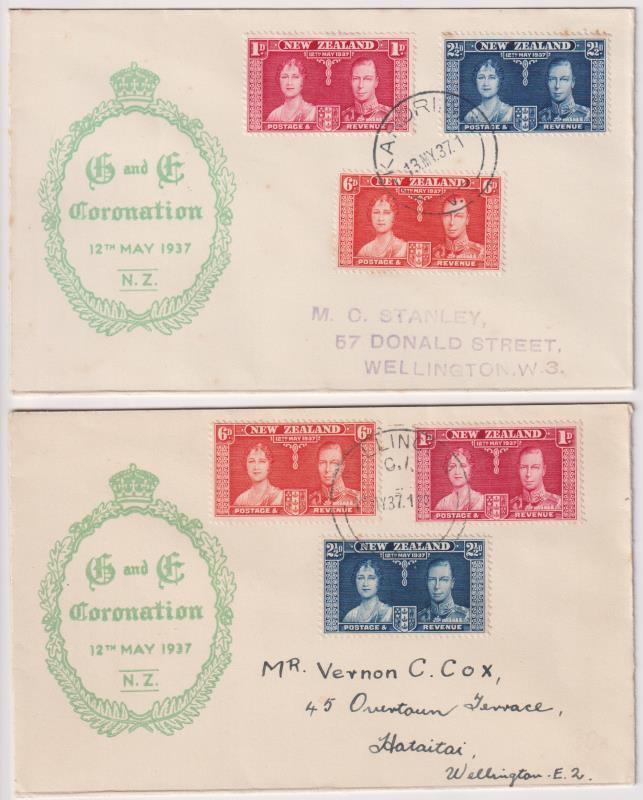 1D NEW ZEALAND 1D
12TH MAY 1937
POSTAGE & REVENUE
2½D NEW ZEALAND 2½D
12TH MAY 1937
POSTAGE & REVENUE
13.MY.37.1
6D NEW ZEALAND 6D
12TH MAY 1937
POSTAGE & REVENUE
G and E
Coronation
12TH MAY 1937
N.Z.
M. C. STANLEY,
57 DONALD STREET,
WELLINGTON.W.3.
6D NEW ZEALAND 6D
12TH MAY 1937
POSTAGE & REVENUE
1D NEW ZEALAND 1D
12TH MAY 1937
POSTAGE & REVENUE
C.1.
2½D NEW ZEALAND 2½D
12TH MAY 1937
POSTAGE & REVENUE
G and E
Coronation
12TH MAY 1937
N.Z.
MR. Vernon C. Cox,
45 Overtoun Terrace,
Hataitai,
Wellington.E.2.